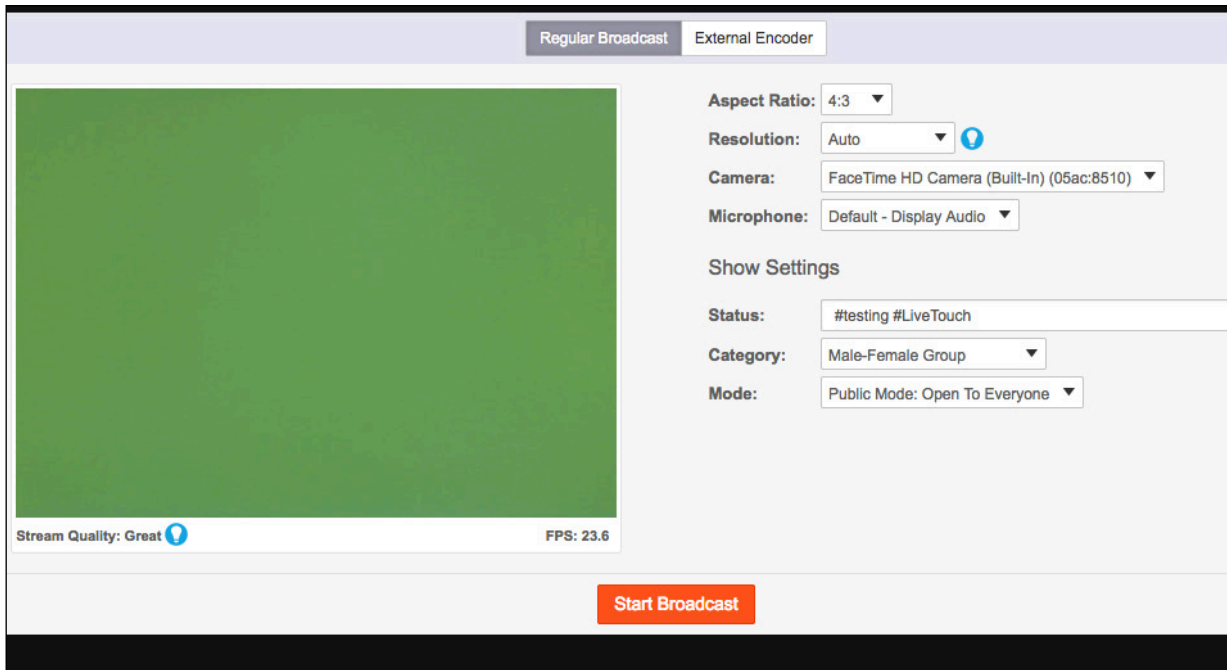 Regular Broadcast External Encoder
Aspect Ratio: 4:3
Resolution: Auto
Camera: FaceTime HD Camera (Built-In) (05ac:8510)
Microphone: Default - Display Audio
Show Settings
Status: #testing #LiveTouch
Category: Male-Female Group
Mode: Public Mode: Open To Everyone
Stream Quality: Great FPS: 23.6
Start Broadcast